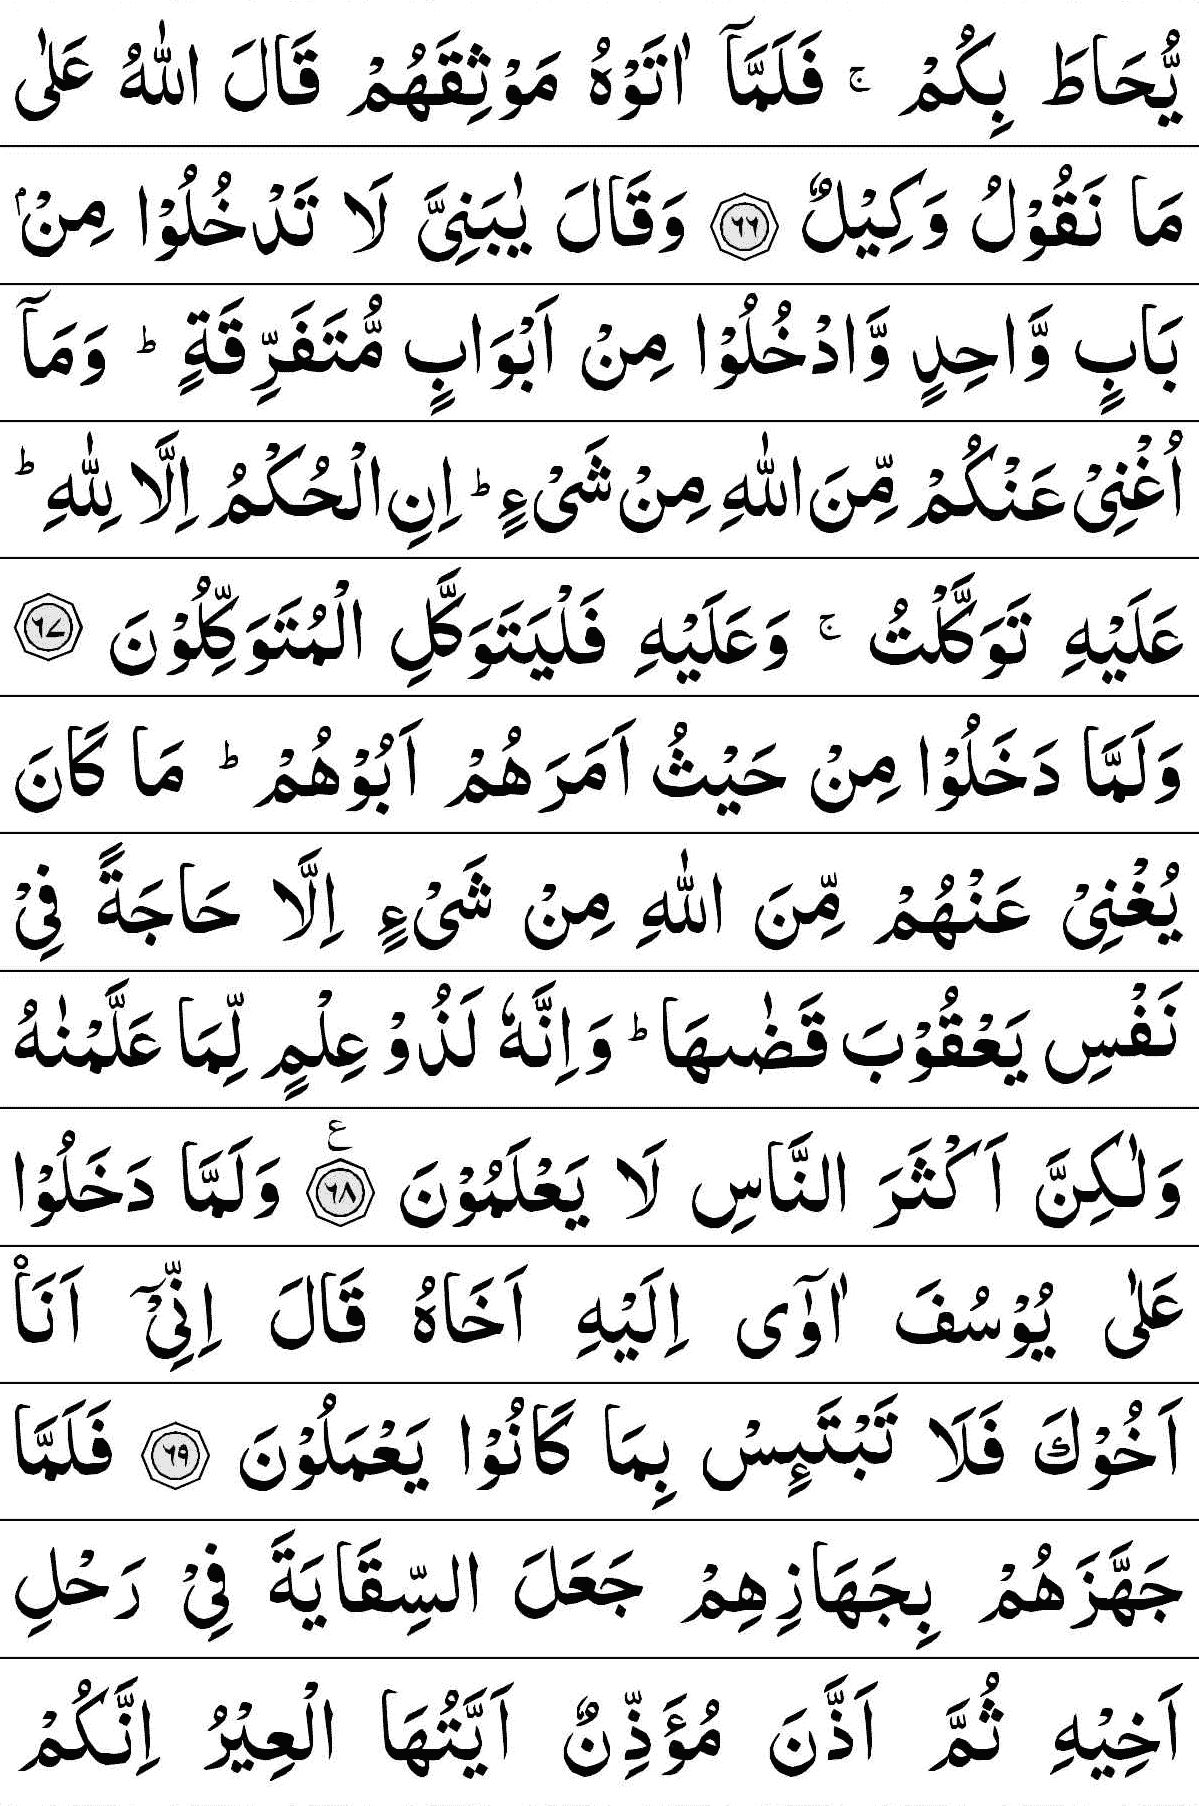 يُّحَاطَ بِكُمْ ۚ فَلَمَّآ اٰتَوْهُ مَوْثِقَهُمْ قَالَ اللّٰهُ عَلٰى
مَا نَقُوْلُ وَكِيْلٌ ﴿٦٦﴾ وَقَالَ يٰبَنِىَّ لَا تَدْخُلُوْا مِنْۢ
بَابٍ وَّاحِدٍ وَّادْخُلُوْا مِنْ اَبْوَابٍ مُّتَفَرِّقَةٍ ؕ وَمَآ
اُغْنِىْ عَنْكُمْ مِّنَ اللّٰهِ مِنْ شَىْءٍ ؕ اِنِ الْحُكْمُ اِلَّا لِلّٰهِ ؕ
عَلَيْهِ تَوَكَّلْتُ ۚ وَعَلَيْهِ فَلْيَتَوَكَّلِ الْمُتَوَكِّلُوْنَ ﴿٦٧﴾
وَلَمَّا دَخَلُوْا مِنْ حَيْثُ اَمَرَهُمْ اَبُوْهُمْ ؕ مَا كَانَ
يُغْنِىْ عَنْهُمْ مِّنَ اللّٰهِ مِنْ شَىْءٍ اِلَّا حَاجَةً فِىْ
نَفْسِ يَعْقُوْبَ قَضٰٮهَا ؕ وَاِنَّهٗ لَذُوْ عِلْمٍ لِّمَا عَلَّمْنٰهُ
وَلٰكِنَّ اَكْثَرَ النَّاسِ لَا يَعْلَمُوْنَ ﴿٦٨﴾ ع وَلَمَّا دَخَلُوْا
عَلٰى يُوْسُفَ اٰوٰٓى اِلَيْهِ اَخَاهُ قَالَ اِنِّىْۤ اَنَا۟
اَخُوْكَ فَلَا تَبْتَٮِٕسْ بِمَا كَانُوْا يَعْمَلُوْنَ ﴿٦٩﴾ فَلَمَّا
جَهَّزَهُمْ بِجَهَازِهِمْ جَعَلَ السِّقَايَةَ فِىْ رَحْلِ
اَخِيْهِ ثُمَّ اَذَّنَ مُؤَذِّنٌ اَيَّتُهَا الْعِيْرُ اِنَّكُمْ